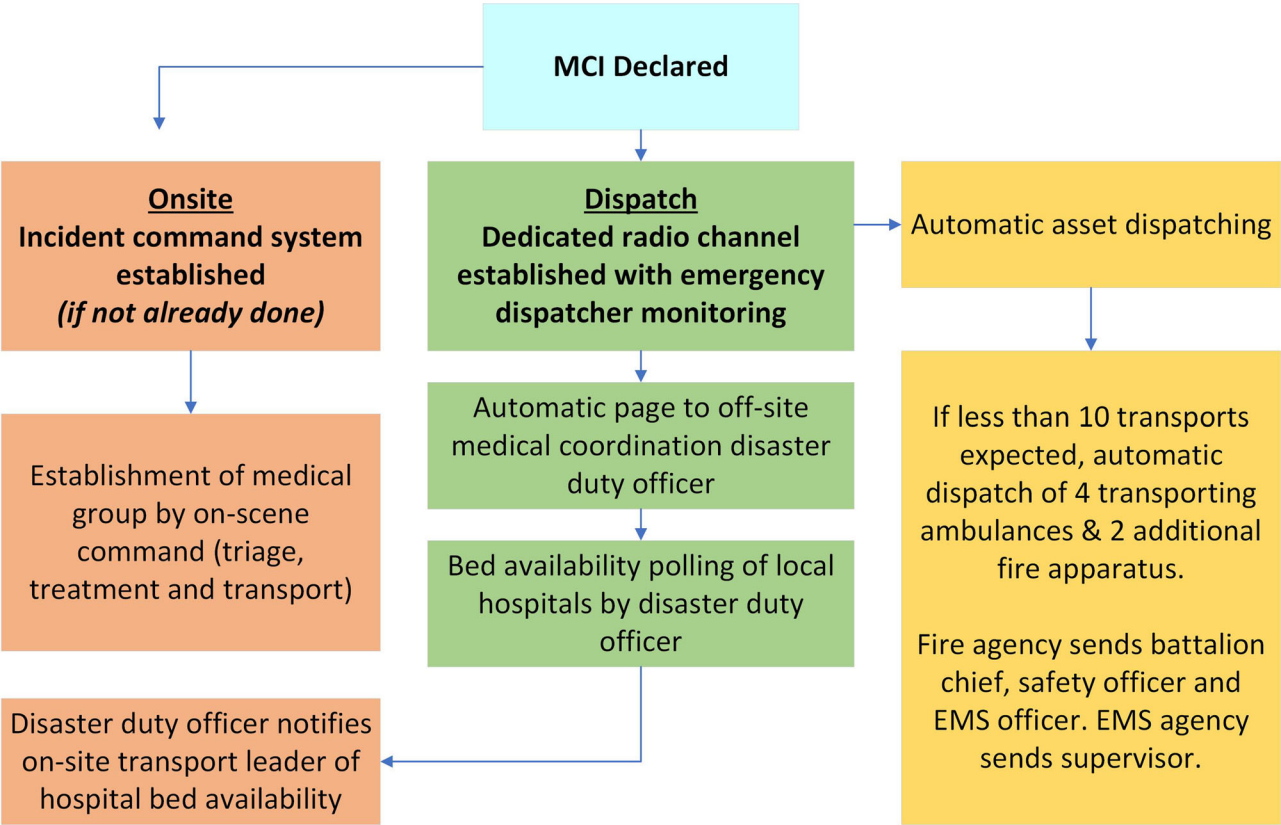 MCI Declared
Onsite
Incident command system
established
(if not already done)
Dispatch
Dedicated radio channel
established with emergency
dispatcher monitoring
Automatic asset dispatching
Establishment of medical
group by on-scene
command (triage,
treatment and transport)
Automatic page to off-site
medical coordination disaster
duty officer
Bed availability polling of local
hospitals by disaster duty
officer
If less than 10 transports
expected, automatic
dispatch of 4 transporting
ambulances & 2 additional
fire apparatus.
Fire agency sends battalion
chief, safety officer and
EMS officer. EMS agency
sends supervisor.
Disaster duty officer notifies
on-site transport leader of
hospital bed availability